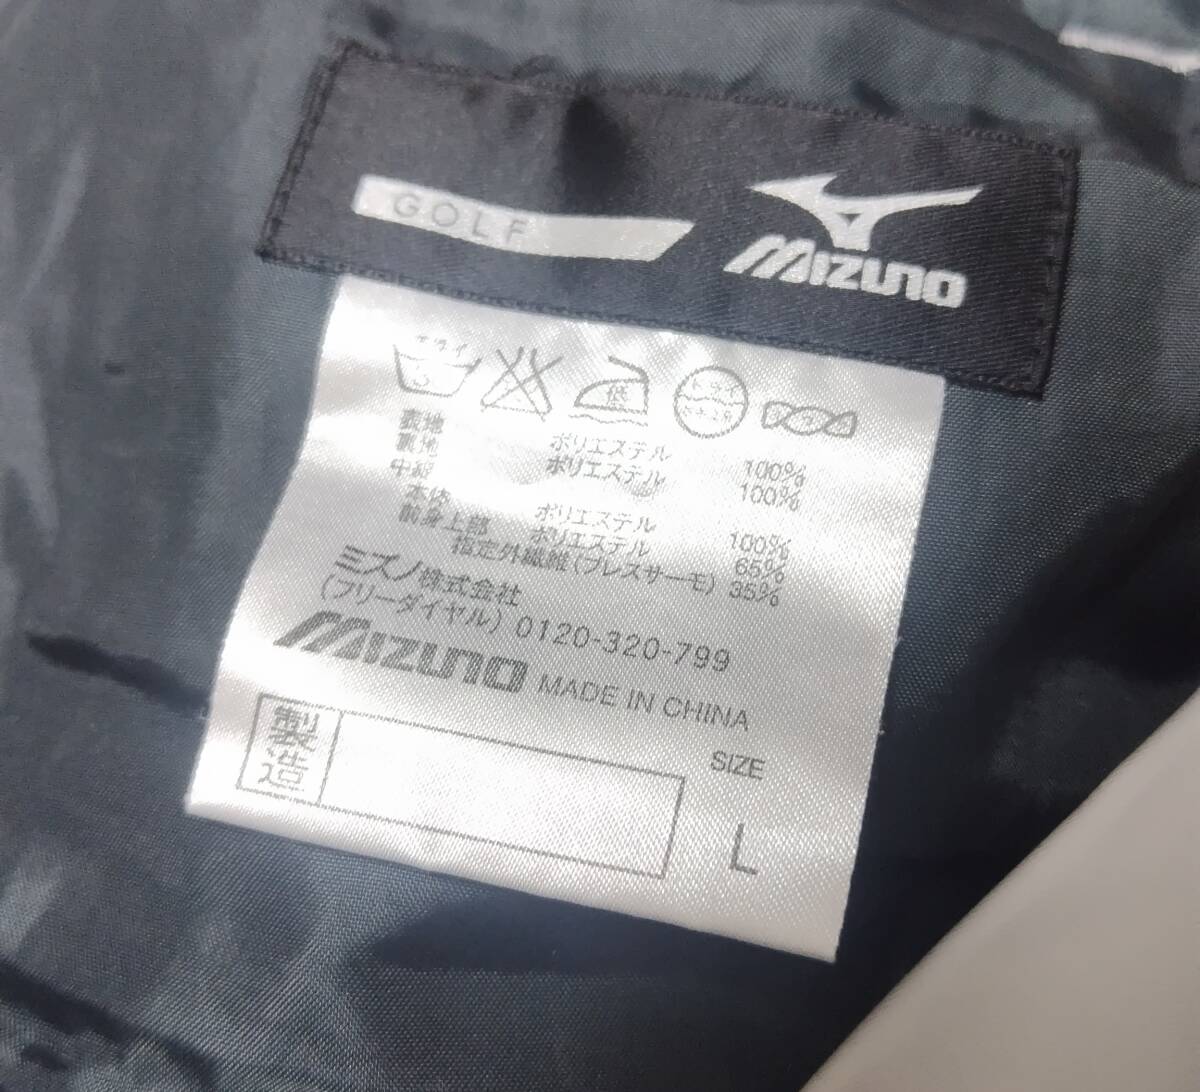 GOLF
MIZUNO
低
ドライ
セキユ系
表地 ポリエステル 100%
裏地 ポリエステル 100%
中綿
本体 ポリエステル 100%
前身上部 ポリエステル 65%
指定外繊維(ブレスサーモ) 35%
ミズノ株式会社
(フリーダイヤル) 0120-320-799
MIZUNO MADE IN CHINA
製造
SIZE
L